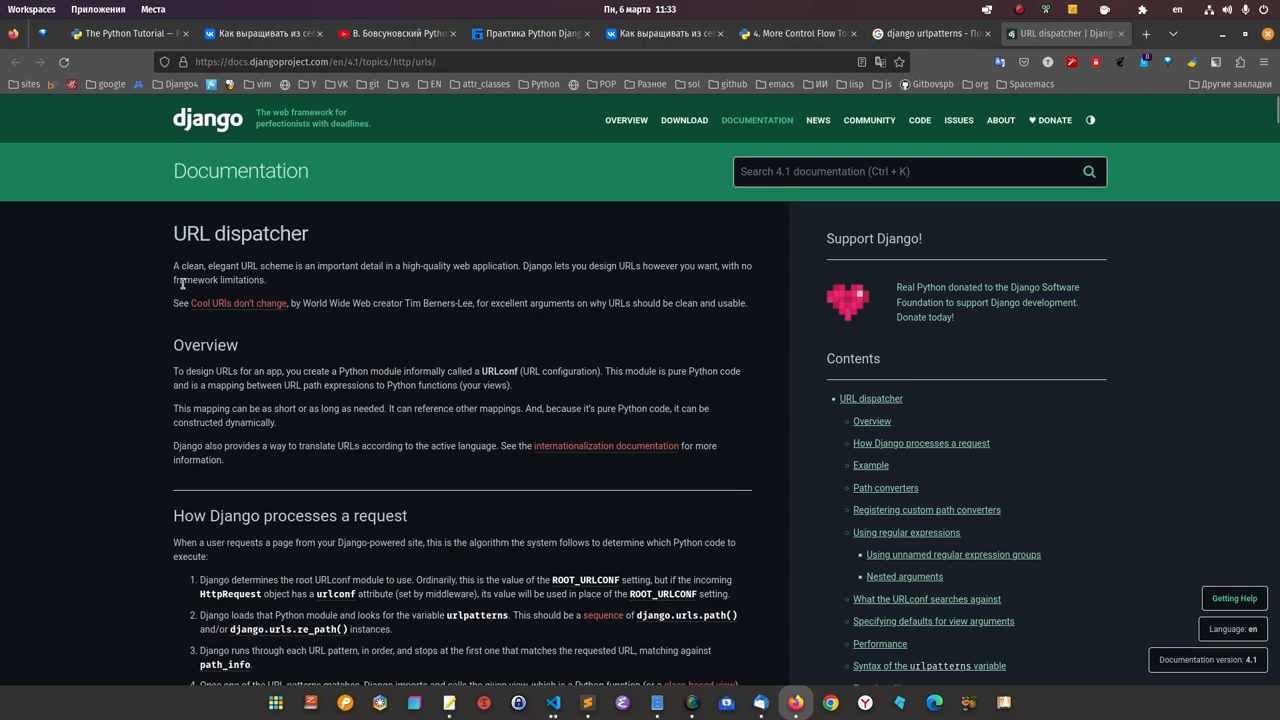 Workspaces Приложения Места Пн, 6 марта 11:33 en
The Python Tutorial — P Как выращивать из се В. Бовсуновский Python Практика Python Djang Как выращивать из се 4. More Control Flow To django urlpatterns - По URL dispatcher | Djang
https://docs.djangoproject.com/en/4.1/topics/http/urls/
sites google Django4 vim Y git vs EN attr_classes Python POP Разное sol github emacs ИИ lisp js Gitbovspb org Spacemacs Другие закладки
django
The web framework for
perfectionists with deadlines.
OVERVIEW DOWNLOAD DOCUMENTATION NEWS COMMUNITY CODE ISSUES ABOUT ♥ DONATE
Documentation
Search 4.1 documentation (Ctrl + K)
URL dispatcher
A clean, elegant URL scheme is an important detail in a high-quality web application. Django lets you design URLs however you want, with no
framework limitations.
See Cool URIs don't change, by World Wide Web creator Tim Berners-Lee, for excellent arguments on why URLs should be clean and usable.
Overview
To design URLs for an app, you create a Python module informally called a URLconf (URL configuration). This module is pure Python code
and is a mapping between URL path expressions to Python functions (your views).
This mapping can be as short or as long as needed. It can reference other mappings. And, because it's pure Python code, it can be
constructed dynamically.
Django also provides a way to translate URLs according to the active language. See the internationalization documentation for more
information.
How Django processes a request
When a user requests a page from your Django-powered site, this is the algorithm the system follows to determine which Python code to
execute:
1. Django determines the root URLconf module to use. Ordinarily, this is the value of the ROOT_URLCONF setting, but if the incoming
HttpRequest object has a urlconf attribute (set by middleware), its value will be used in place of the ROOT_URLCONF setting.
2. Django loads that Python module and looks for the variable urlpatterns. This should be a sequence of django.urls.path()
and/or django.urls.re_path() instances.
3. Django runs through each URL pattern, in order, and stops at the first one that matches the requested URL, matching against
path_info.
4. Once one of the URL patterns matches, Django imports and calls the given view, which is a Python function (or a class-based view).
Support Django!
Real Python donated to the Django Software
Foundation to support Django development.
Donate today!
Contents
URL dispatcher
Overview
How Django processes a request
Example
Path converters
Registering custom path converters
Using regular expressions
Using unnamed regular expression groups
Nested arguments
What the URLconf searches against
Specifying defaults for view arguments
Performance
Syntax of the urlpatterns variable
Getting Help
Language: en
Documentation version: 4.1